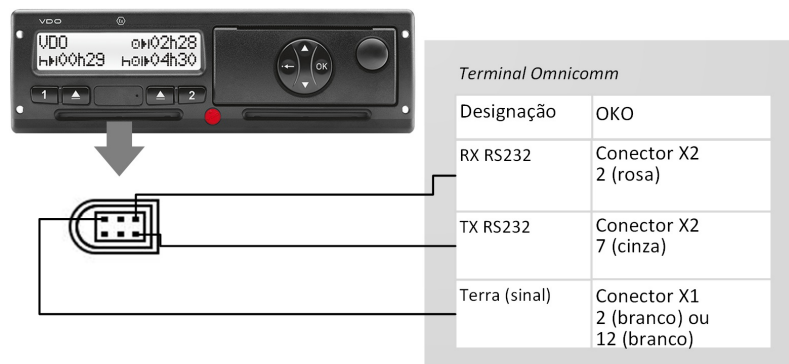 VDO
VDO 02h28
00h29 04h30
OK
1 2
Terminal Omnicomm
Designação OKO
RX RS232 Conector X2
2 (rosa)
TX RS232 Conector X2
7 (cinza)
Terra (sinal) Conector X1
2 (branco) ou
12 (branco)